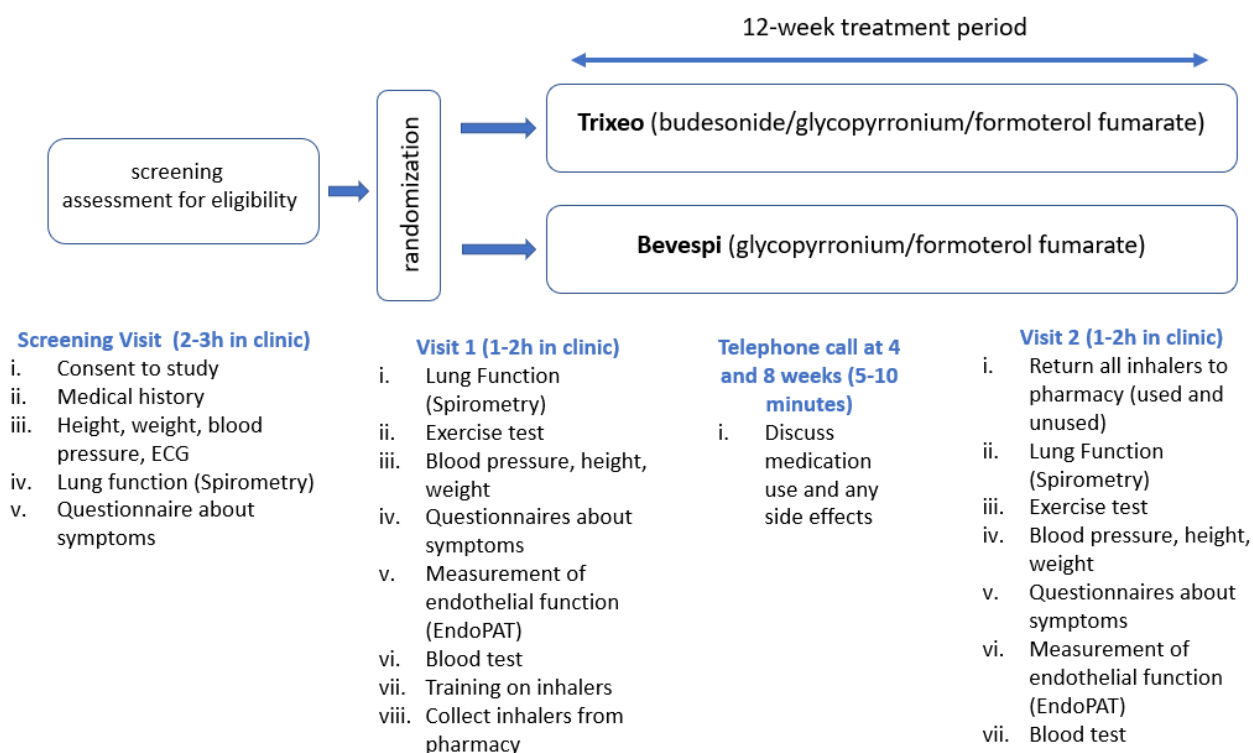 12-week treatment period
Trixeo (budesonide/glycopyrronium/formoterol fumarate)
screening
assessment for eligibility
randomization
Bevespi (glycopyrronium/formoterol fumarate)
Screening Visit (2-3h in clinic)
i. Consent to study
ii. Medical history
iii. Height, weight, blood
pressure, ECG
iv. Lung function (Spirometry)
v. Questionnaire about
symptoms
Visit 1 (1-2h in clinic)
i. Lung Function
(Spirometry)
ii. Exercise test
iii. Blood pressure, height,
weight
iv. Questionnaires about
symptoms
v. Measurement of
endothelial function
(EndoPAT)
vi. Blood test
vii. Training on inhalers
viii. Collect inhalers from
pharmacy
Telephone call at 4
and 8 weeks (5-10
minutes)
i. Discuss
medication
use and any
side effects
Visit 2 (1-2h in clinic)
i. Return all inhalers to
pharmacy (used and
unused)
ii. Lung Function
(Spirometry)
iii. Exercise test
iv. Blood pressure, height,
weight
v. Questionnaires about
symptoms
vi. Measurement of
endothelial function
(EndoPAT)
vii. Blood test